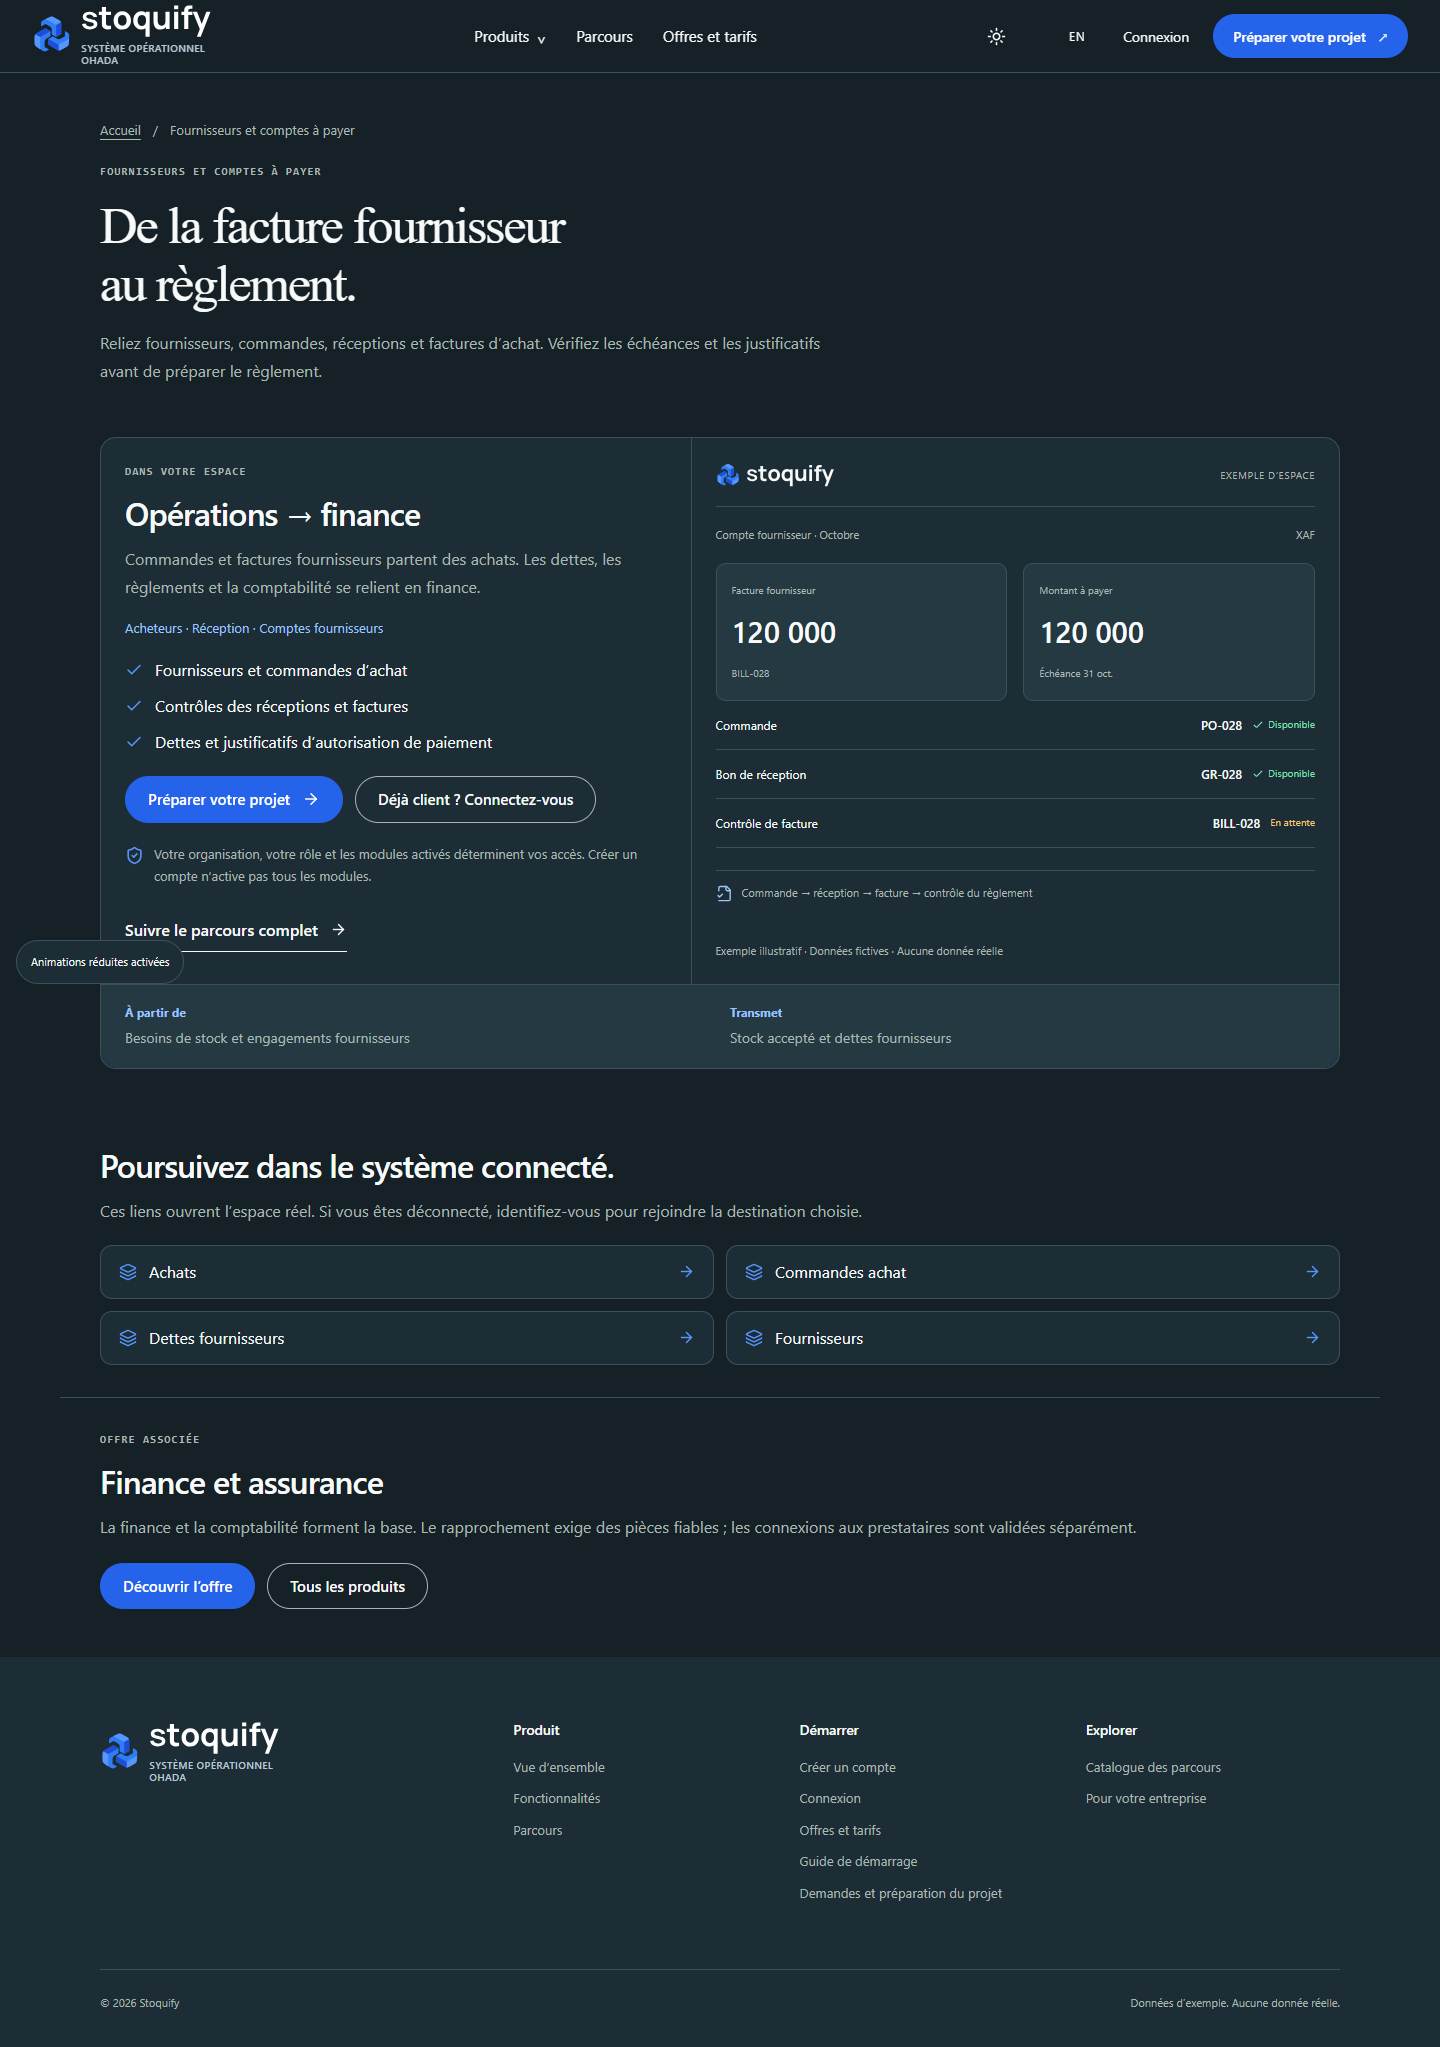 stoquify
SYSTÈME OPÉRATIONNEL
OHADA
Produits
Parcours
Offres et tarifs
EN
Connexion
Préparer votre projet ↗
Accueil / Fournisseurs et comptes à payer
FOURNISSEURS ET COMPTES À PAYER
De la facture fournisseur
au règlement.
Reliez fournisseurs, commandes, réceptions et factures d’achat. Vérifiez les échéances et les justificatifs
avant de préparer le règlement.
DANS VOTRE ESPACE
Opérations → finance
Commandes et factures fournisseurs partent des achats. Les dettes, les
règlements et la comptabilité se relient en finance.
Acheteurs · Réception · Comptes fournisseurs
Fournisseurs et commandes d’achat
Contrôles des réceptions et factures
Dettes et justificatifs d’autorisation de paiement
Préparer votre projet →
Déjà client ? Connectez-vous
Votre organisation, votre rôle et les modules activés déterminent vos accès. Créer un
compte n’active pas tous les modules.
Suivre le parcours complet →
Animations réduites activées
stoquify
EXEMPLE D’ESPACE
Compte fournisseur · Octobre
XAF
Facture fournisseur
120 000
BILL-028
Montant à payer
120 000
Échéance 31 oct.
Commande
PO-028 Disponible
Bon de réception
GR-028 Disponible
Contrôle de facture
BILL-028 En attente
Commande → réception → facture → contrôle du règlement
Exemple illustratif · Données fictives · Aucune donnée réelle
À partir de
Besoins de stock et engagements fournisseurs
Transmet
Stock accepté et dettes fournisseurs
Poursuivez dans le système connecté.
Ces liens ouvrent l’espace réel. Si vous êtes déconnecté, identifiez-vous pour rejoindre la destination choisie.
Achats
Commandes achat
Dettes fournisseurs
Fournisseurs
OFFRE ASSOCIÉE
Finance et assurance
La finance et la comptabilité forment la base. Le rapprochement exige des pièces fiables ; les connexions aux prestataires sont validées séparément.
Découvrir l’offre
Tous les produits
stoquify
SYSTÈME OPÉRATIONNEL
OHADA
Produit
Vue d’ensemble
Fonctionnalités
Parcours
Démarrer
Créer un compte
Connexion
Offres et tarifs
Guide de démarrage
Demandes et préparation du projet
Explorer
Catalogue des parcours
Pour votre entreprise
© 2026 Stoquify
Données d’exemple. Aucune donnée réelle.